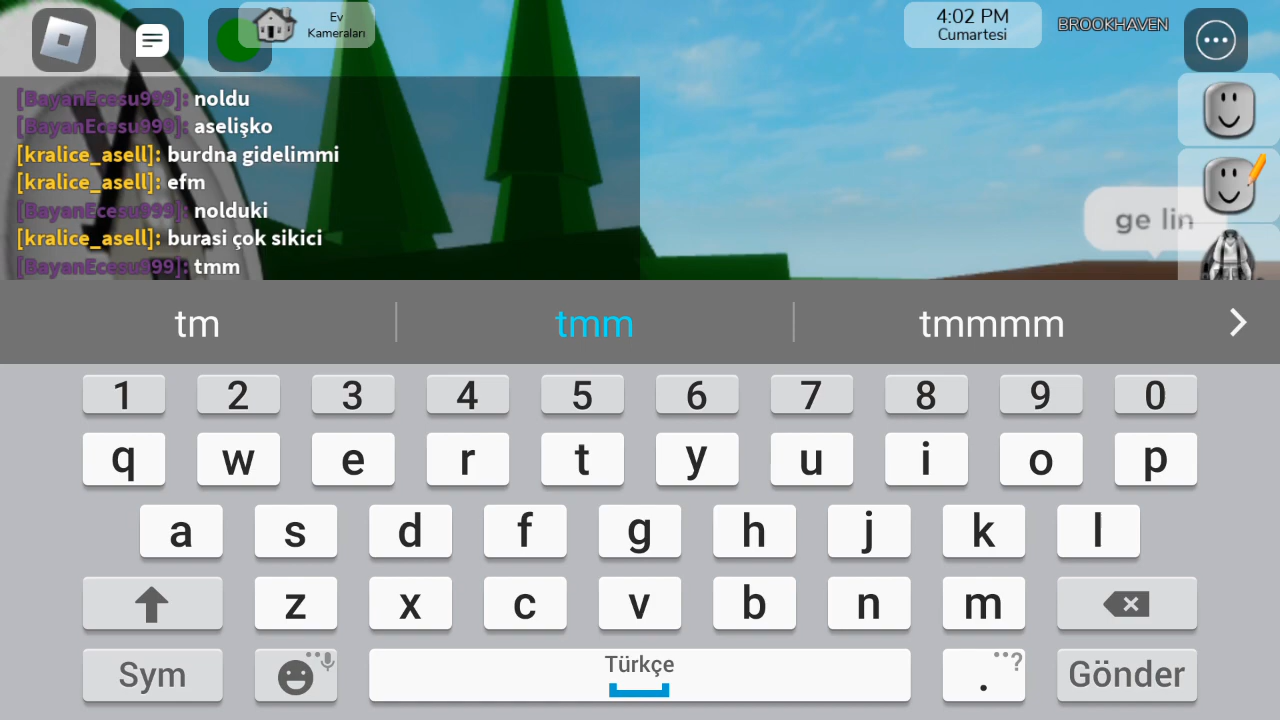 Ev
Kameraları
4:02 PM
Cumartesi
BROOKHAVEN
[BayanEcesu999]: noldu
[BayanEcesu999]: aselişko
[kralice_asell]: burdna gidelimmi
[kralice_asell]: efm
[BayanEcesu999]: nolduki
[kralice_asell]: burasi çok sikici
[BayanEcesu999]: tmm
ge lin
tm tmm tmmmm
1 2 3 4 5 6 7 8 9 0
q w e r t y u i o p
a s d f g h j k l
z x c v b n m
Sym Türkçe . ? Gönder